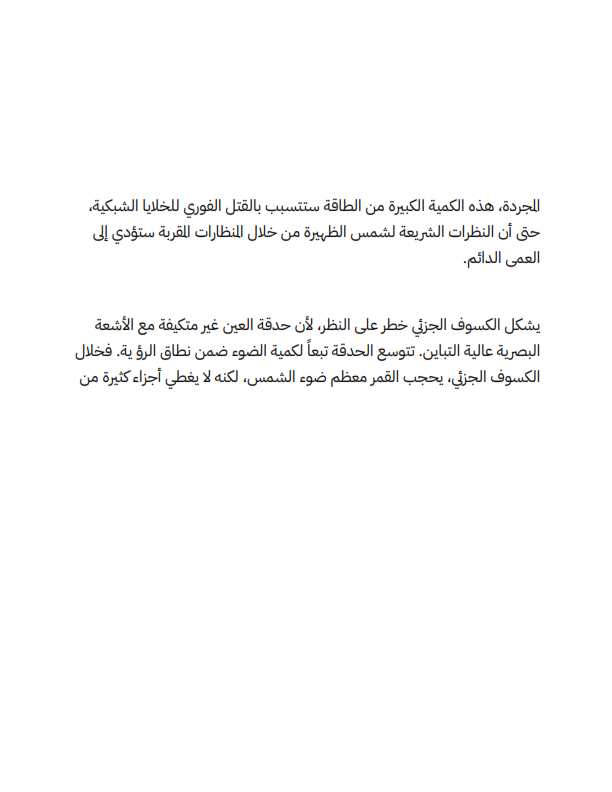 المجردة، هذه الكمية الكبيرة من الطاقة ستتسبب بالقتل الفوري للخلايا الشبكية،
حتى أن النظرات الشريعة لشمس الظهيرة من خلال المنظارات المقربة ستؤدي إلى
العمى الدائم.
يشكل الكسوف الجزئي خطر على النظر، لأن حدقة العين غير متكيفة مع الأشعة
البصرية عالية التباين. تتوسع الحدقة تبعاً لكمية الضوء ضمن نطاق الرؤ ية. فخلال
الكسوف الجزئي، يحجب القمر معظم ضوء الشمس، لكنه لا يغطي أجزاء كثيرة من